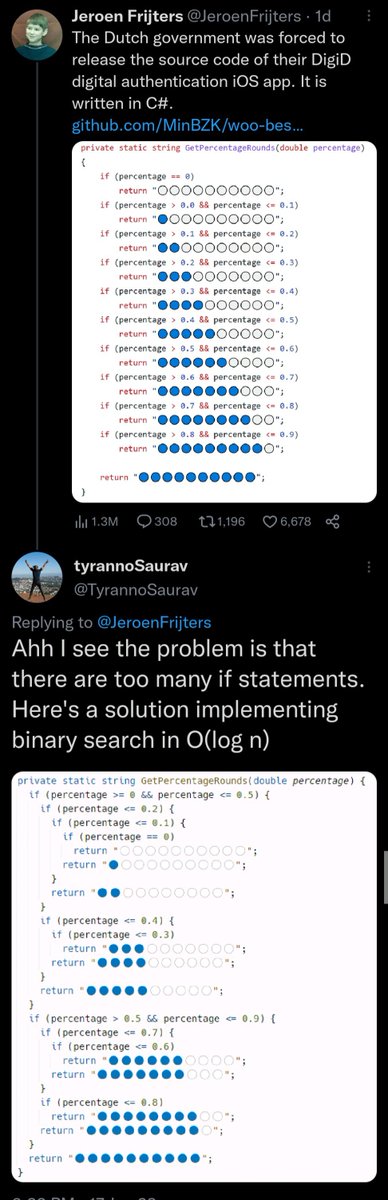 Jeroen Frijters @JeroenFrijters · 1d
The Dutch government was forced to
release the source code of their DigiD
digital authentication iOS app. It is
written in C#.
github.com/MinBZK/woo-bes...
private static string GetPercentageRounds(double percentage)
{
if (percentage == 0)
return "⚪⚪⚪⚪⚪⚪⚪⚪⚪⚪";
if (percentage > 0.0 && percentage <= 0.1)
return "🔵⚪⚪⚪⚪⚪⚪⚪⚪⚪";
if (percentage > 0.1 && percentage <= 0.2)
return "🔵🔵⚪⚪⚪⚪⚪⚪⚪⚪";
if (percentage > 0.2 && percentage <= 0.3)
return "🔵🔵🔵⚪⚪⚪⚪⚪⚪⚪";
if (percentage > 0.3 && percentage <= 0.4)
return "🔵🔵🔵🔵⚪⚪⚪⚪⚪⚪";
if (percentage > 0.4 && percentage <= 0.5)
return "🔵🔵🔵🔵🔵⚪⚪⚪⚪⚪";
if (percentage > 0.5 && percentage <= 0.6)
return "🔵🔵🔵🔵🔵🔵⚪⚪⚪⚪";
if (percentage > 0.6 && percentage <= 0.7)
return "🔵🔵🔵🔵🔵🔵🔵⚪⚪⚪";
if (percentage > 0.7 && percentage <= 0.8)
return "🔵🔵🔵🔵🔵🔵🔵🔵⚪⚪";
if (percentage > 0.8 && percentage <= 0.9)
return "🔵🔵🔵🔵🔵🔵🔵🔵🔵⚪";
return "🔵🔵🔵🔵🔵🔵🔵🔵🔵🔵";
}
1.3M 308 1,196 6,678
tyrannoSaurav
@TyrannoSaurav
Replying to @JeroenFrijters
Ahh I see the problem is that
there are too many if statements.
Here's a solution implementing
binary search in O(log n)
private static string GetPercentageRounds(double percentage) {
if (percentage >= 0 && percentage <= 0.5) {
if (percentage <= 0.2) {
if (percentage <= 0.1) {
if (percentage == 0)
return "⚪⚪⚪⚪⚪⚪⚪⚪⚪⚪";
return "🔵⚪⚪⚪⚪⚪⚪⚪⚪⚪";
}
return "🔵🔵⚪⚪⚪⚪⚪⚪⚪⚪";
}
if (percentage <= 0.4) {
if (percentage <= 0.3)
return "🔵🔵🔵⚪⚪⚪⚪⚪⚪⚪";
return "🔵🔵🔵🔵⚪⚪⚪⚪⚪⚪";
}
return "🔵🔵🔵🔵🔵⚪⚪⚪⚪⚪";
}
if (percentage > 0.5 && percentage <= 0.9) {
if (percentage <= 0.7) {
if (percentage <= 0.6)
return "🔵🔵🔵🔵🔵🔵⚪⚪⚪⚪";
return "🔵🔵🔵🔵🔵🔵🔵⚪⚪⚪";
}
if (percentage <= 0.8)
return "🔵🔵🔵🔵🔵🔵🔵🔵⚪⚪";
return "🔵🔵🔵🔵🔵🔵🔵🔵🔵⚪";
}
return "🔵🔵🔵🔵🔵🔵🔵🔵🔵🔵";
}